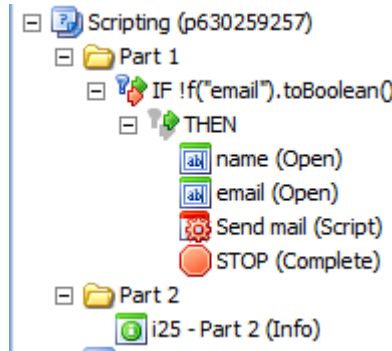 Scripting (p630259257)
Part 1
IF !f("email").toBoolean()
THEN
name (Open)
email (Open)
Send mail (Script)
STOP (Complete)
Part 2
i25 - Part 2 (Info)